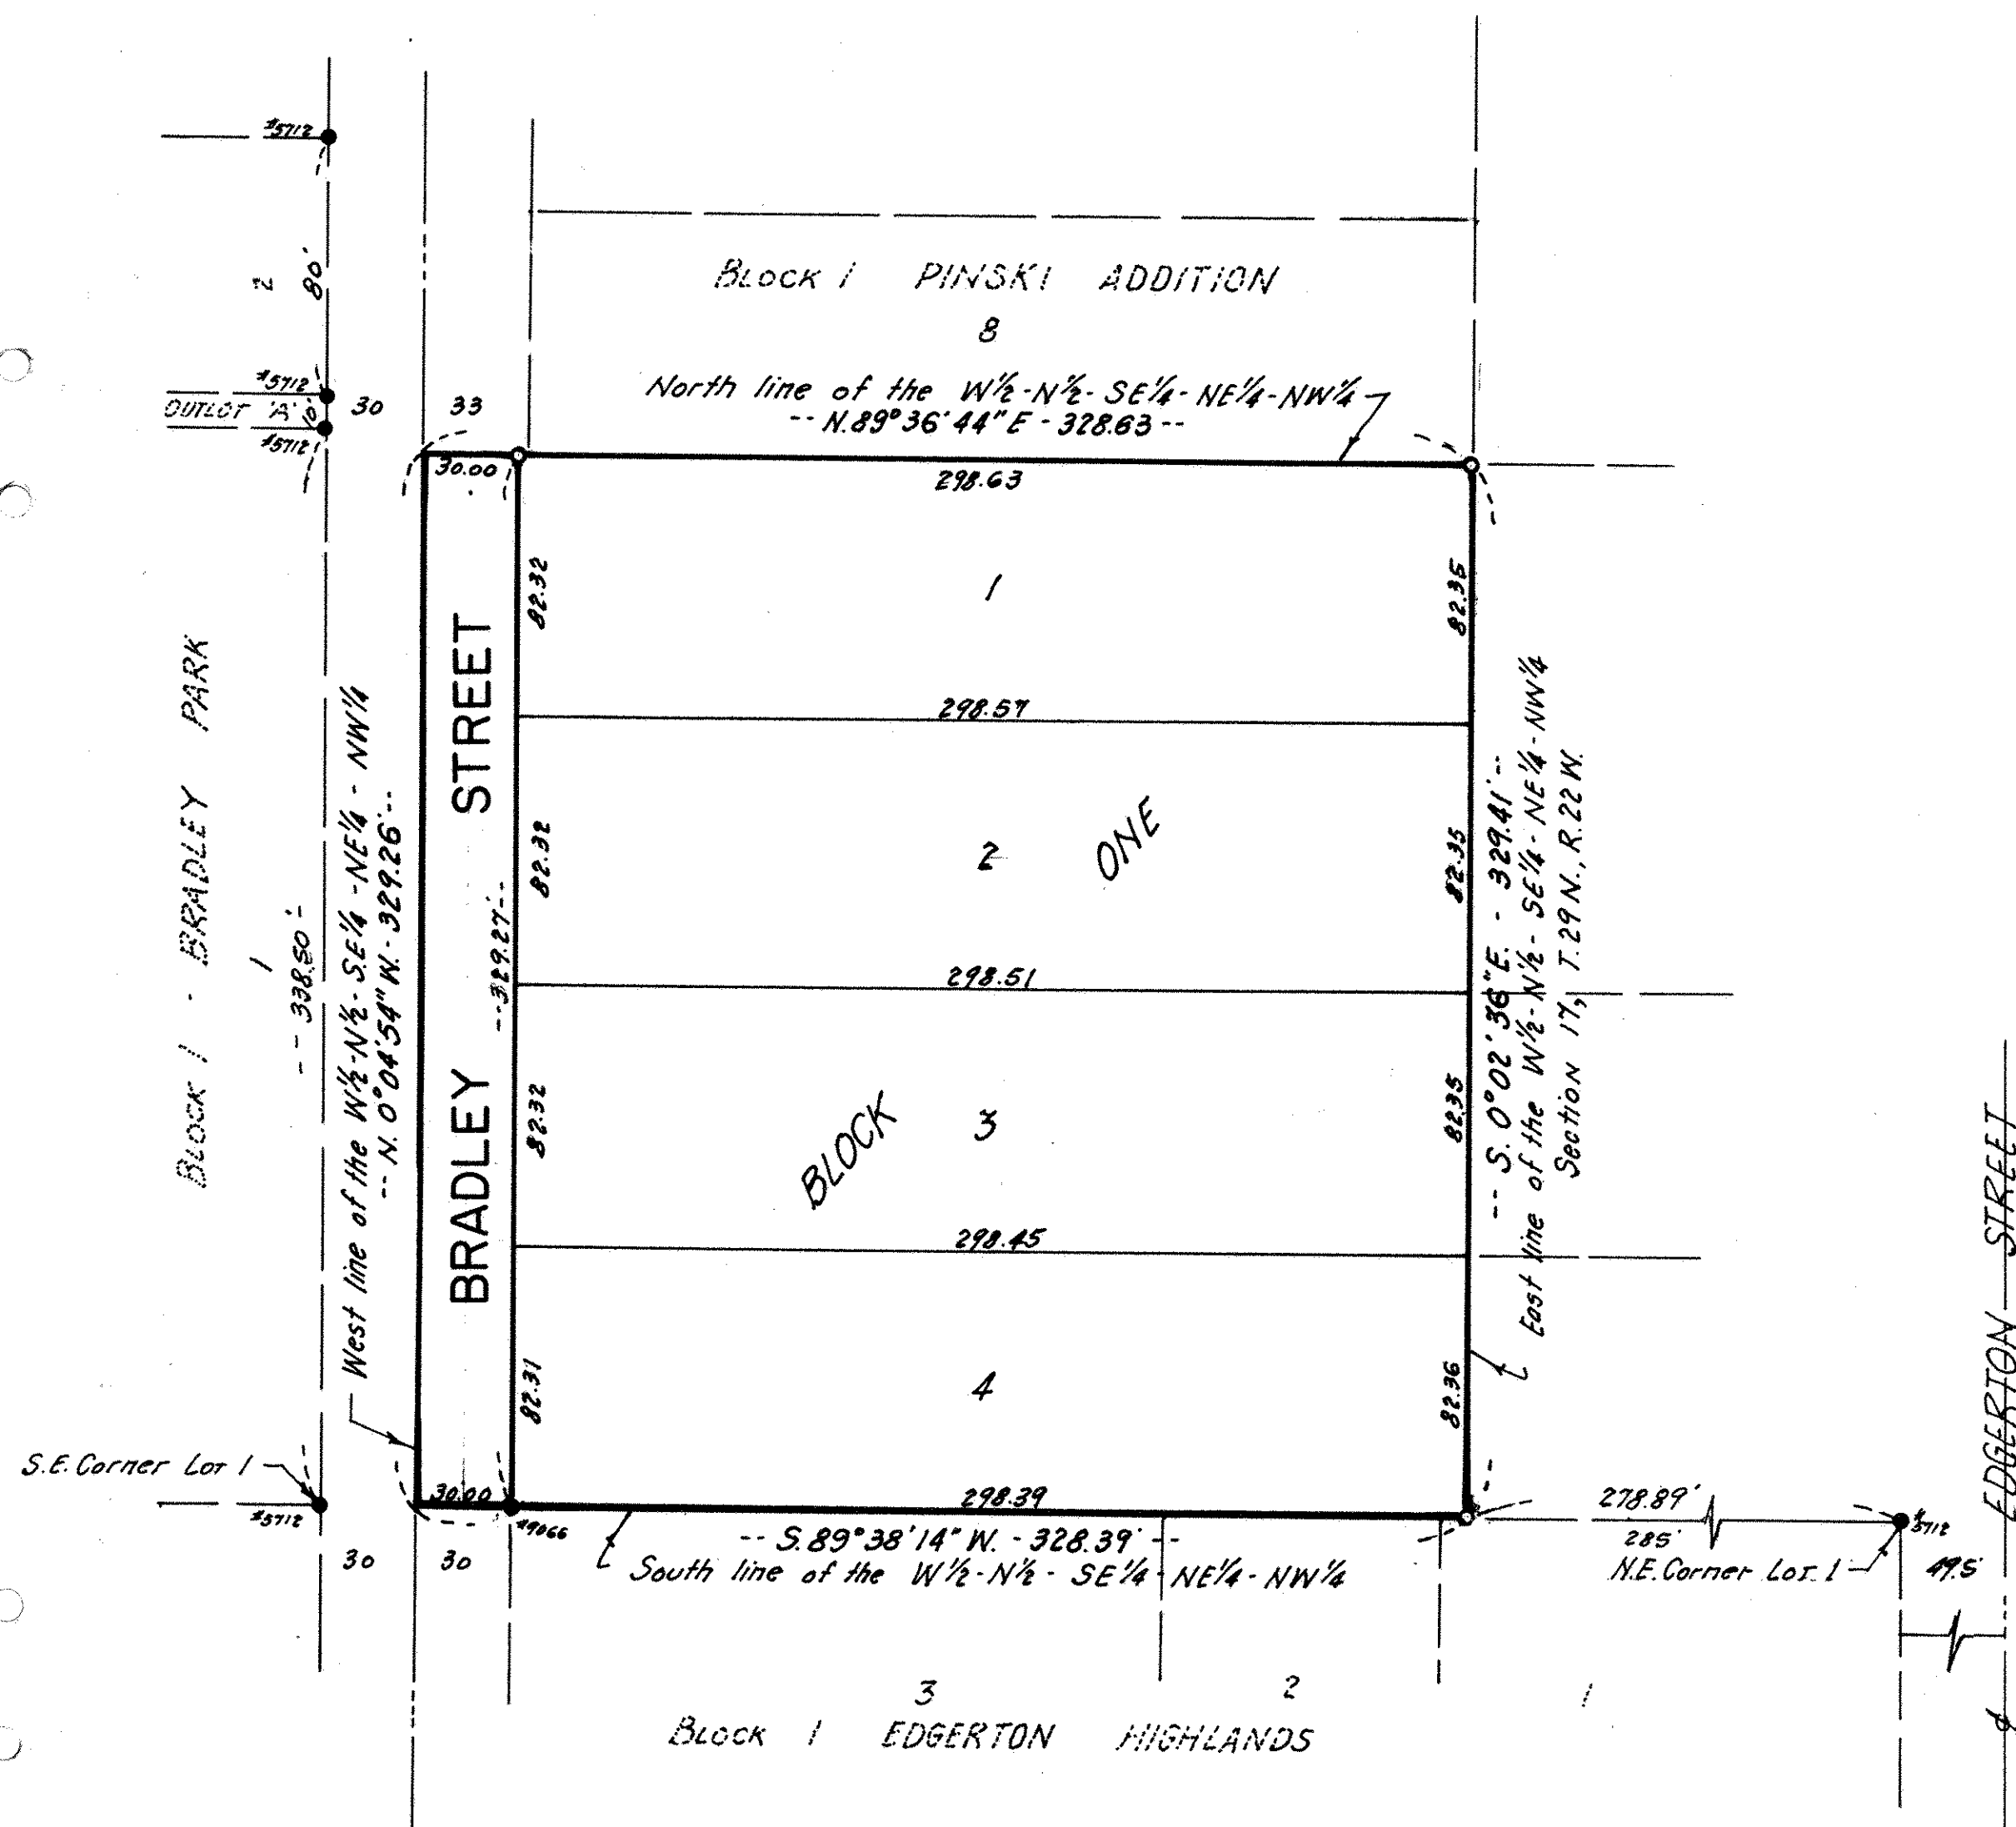 #5712
2
80'
BLOCK 1 PINSKI ADDITION
8
#5712
OUTLOT 'A' 10'
#5712
30
33
North line of the W½-N½-SE¼-NE¼-NW¼
-- N.89°36'44"E - 328.63 --
30.00
298.63
82.32
1
82.35
298.57
BLOCK 1 - BRADLEY PARK
1
-- 338.50' -
West line of the W½-N½-SE¼-NE¼-NW¼
-- N.0°04'54"W. - 329.26' --
BRADLEY STREET
--329.27'--
82.32
2
82.35
BLOCK ONE
298.51
-- S.0°02'36"E. - 329.41' --
East line of the W½-N½-SE¼-NE¼-NW¼
Section 17, T.29N., R.22W.
82.32
3
82.35
298.45
82.31
4
82.36
EDGERTON STREET
S.E. Corner Lot 1
#5712
30.00
#9066
298.39
278.89'
285'
#5712
N.E. Corner Lot 1
49.5
30
30
-- S.89°38'14"W. - 328.39' --
South line of the W½-N½-SE¼-NE¼-NW¼
3
2
1
BLOCK 1 EDGERTON HIGHLANDS